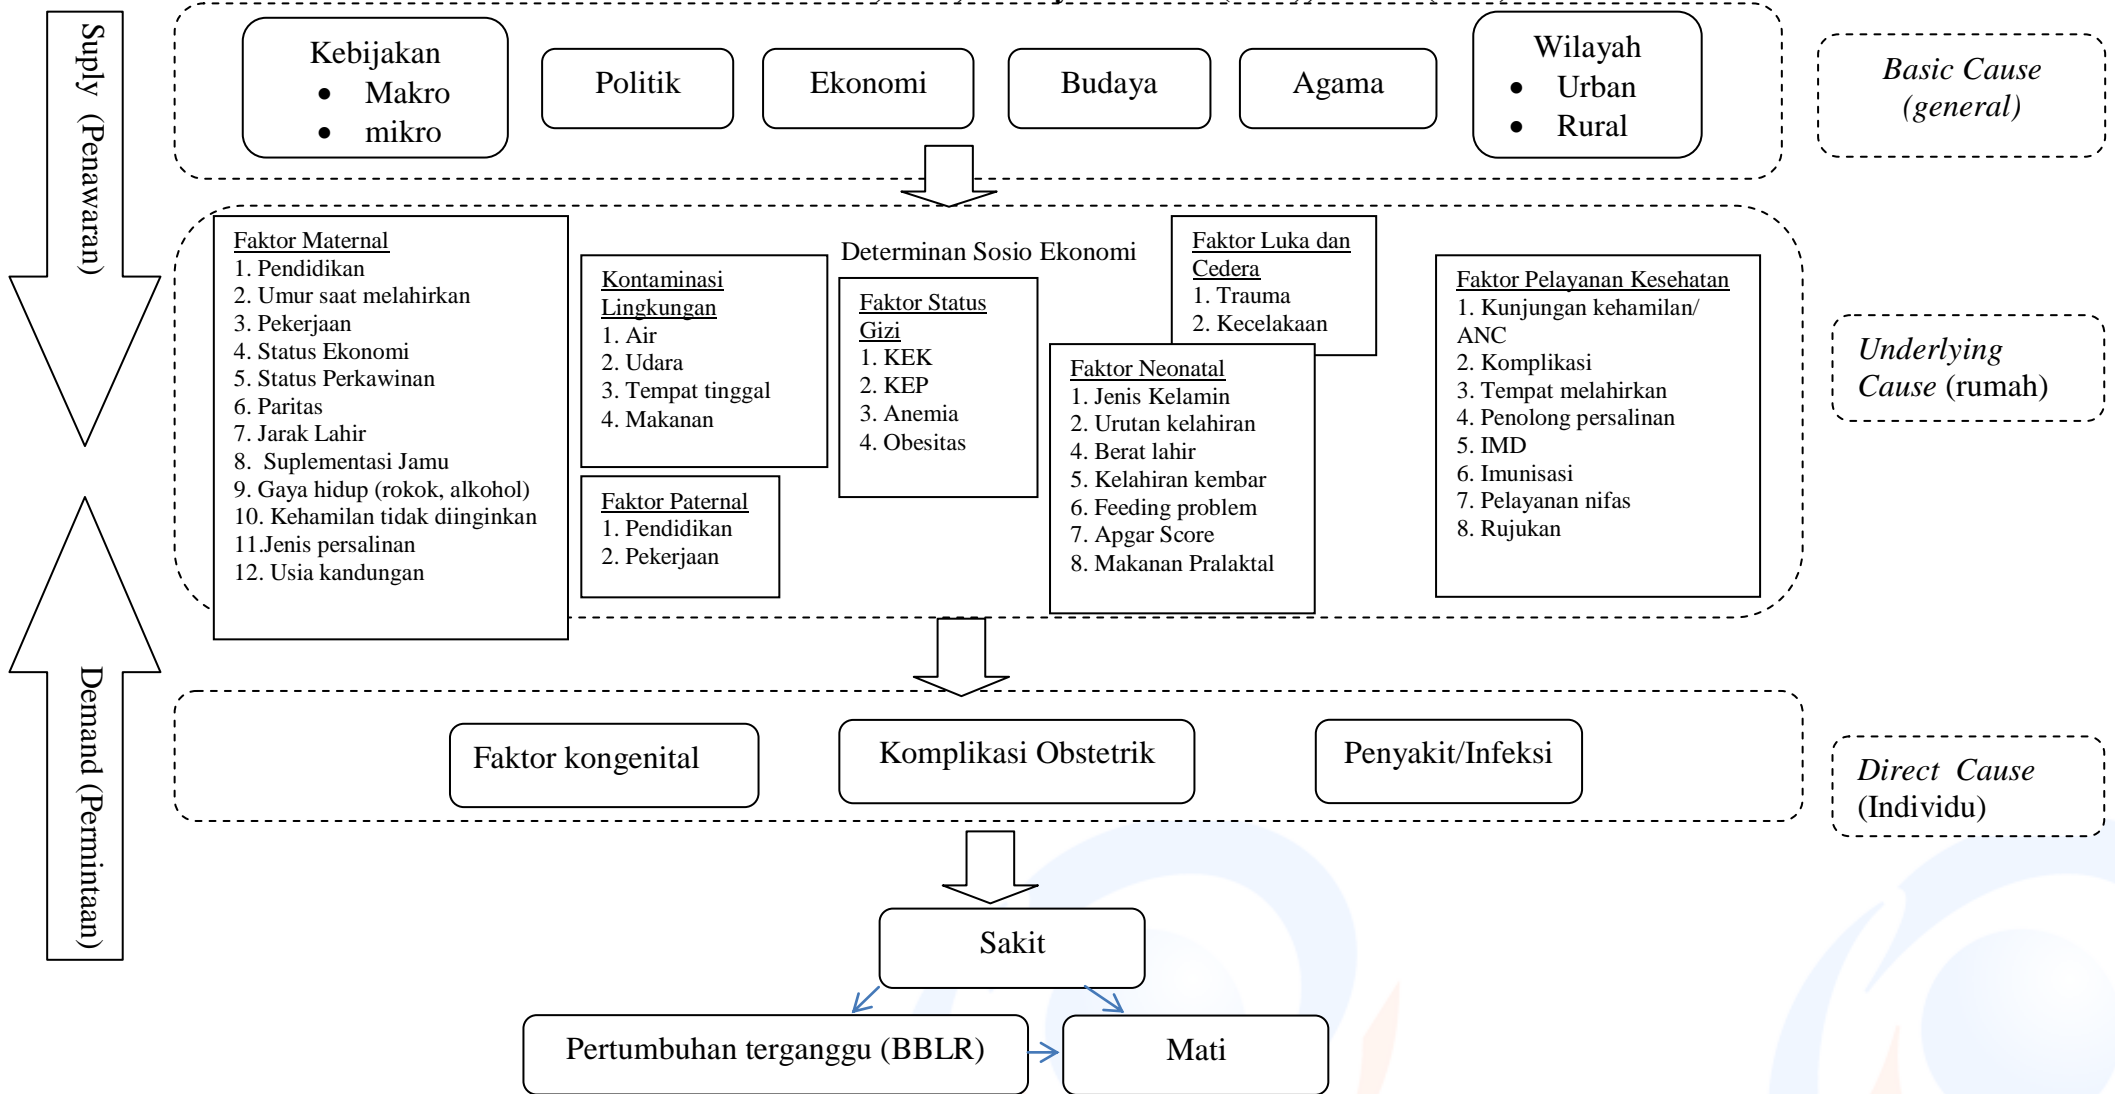 Suply (Penawaran)
Kebijakan
• Makro
• mikro
Politik
Ekonomi
Budaya
Agama
Wilayah
• Urban
• Rural
Basic Cause
(general)
Faktor Maternal
1. Pendidikan
2. Umur saat melahirkan
3. Pekerjaan
4. Status Ekonomi
5. Status Perkawinan
6. Paritas
7. Jarak Lahir
8. Suplementasi Jamu
9. Gaya hidup (rokok, alkohol)
10. Kehamilan tidak diinginkan
11.Jenis persalinan
12. Usia kandungan
Kontaminasi
Lingkungan
1. Air
2. Udara
3. Tempat tinggal
4. Makanan
Faktor Paternal
1. Pendidikan
2. Pekerjaan
Determinan Sosio Ekonomi
Faktor Status
Gizi
1. KEK
2. KEP
3. Anemia
4. Obesitas
Faktor Luka dan
Cedera
1. Trauma
2. Kecelakaan
Faktor Neonatal
1. Jenis Kelamin
2. Urutan kelahiran
4. Berat lahir
5. Kelahiran kembar
6. Feeding problem
7. Apgar Score
8. Makanan Pralaktal
Faktor Pelayanan Kesehatan
1. Kunjungan kehamilan/
ANC
2. Komplikasi
3. Tempat melahirkan
4. Penolong persalinan
5. IMD
6. Imunisasi
7. Pelayanan nifas
8. Rujukan
Underlying
Cause (rumah)
Demand (Permintaan)
Faktor kongenital
Komplikasi Obstetrik
Penyakit/Infeksi
Direct Cause
(Individu)
Sakit
Pertumbuhan terganggu (BBLR)
Mati